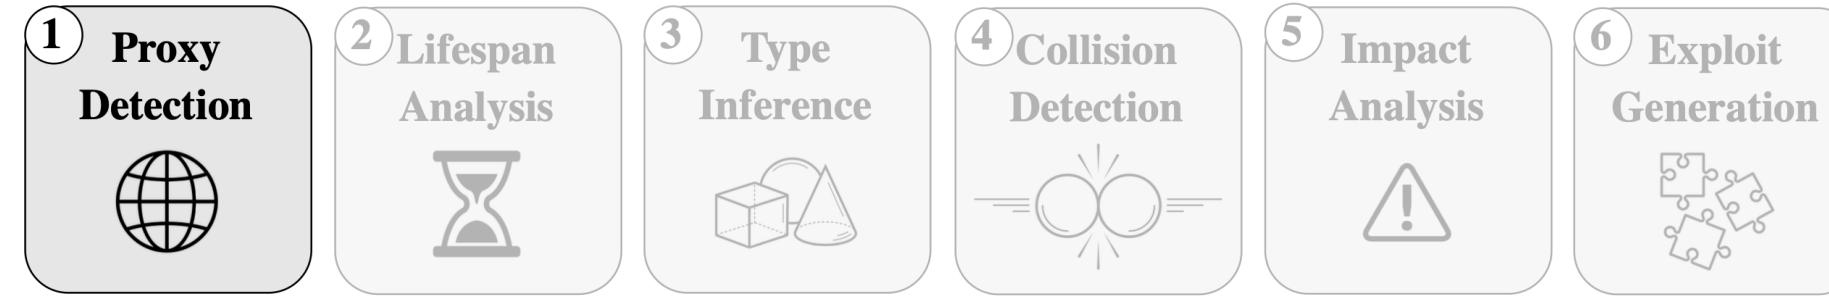 1
Proxy
Detection
2
Lifespan
Analysis
3
Type
Inference
4
Collision
Detection
5
Impact
Analysis
6
Exploit
Generation